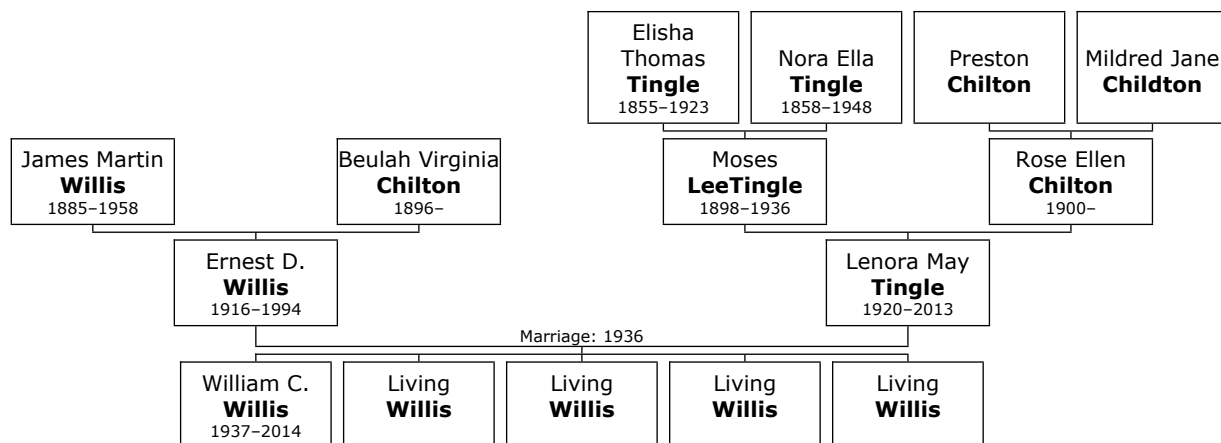 Elisha
Thomas
Tingle
1855–1923
Nora Ella
Tingle
1858–1948
Preston
Chilton
Mildred Jane
Childton
James Martin
Willis
1885–1958
Beulah Virginia
Chilton
1896–
Moses
LeeTingle
1898–1936
Rose Ellen
Chilton
1900–
Ernest D.
Willis
1916–1994
Lenora May
Tingle
1920–2013
Marriage: 1936
William C.
Willis
1937–2014
Living
Willis
Living
Willis
Living
Willis
Living
Willis